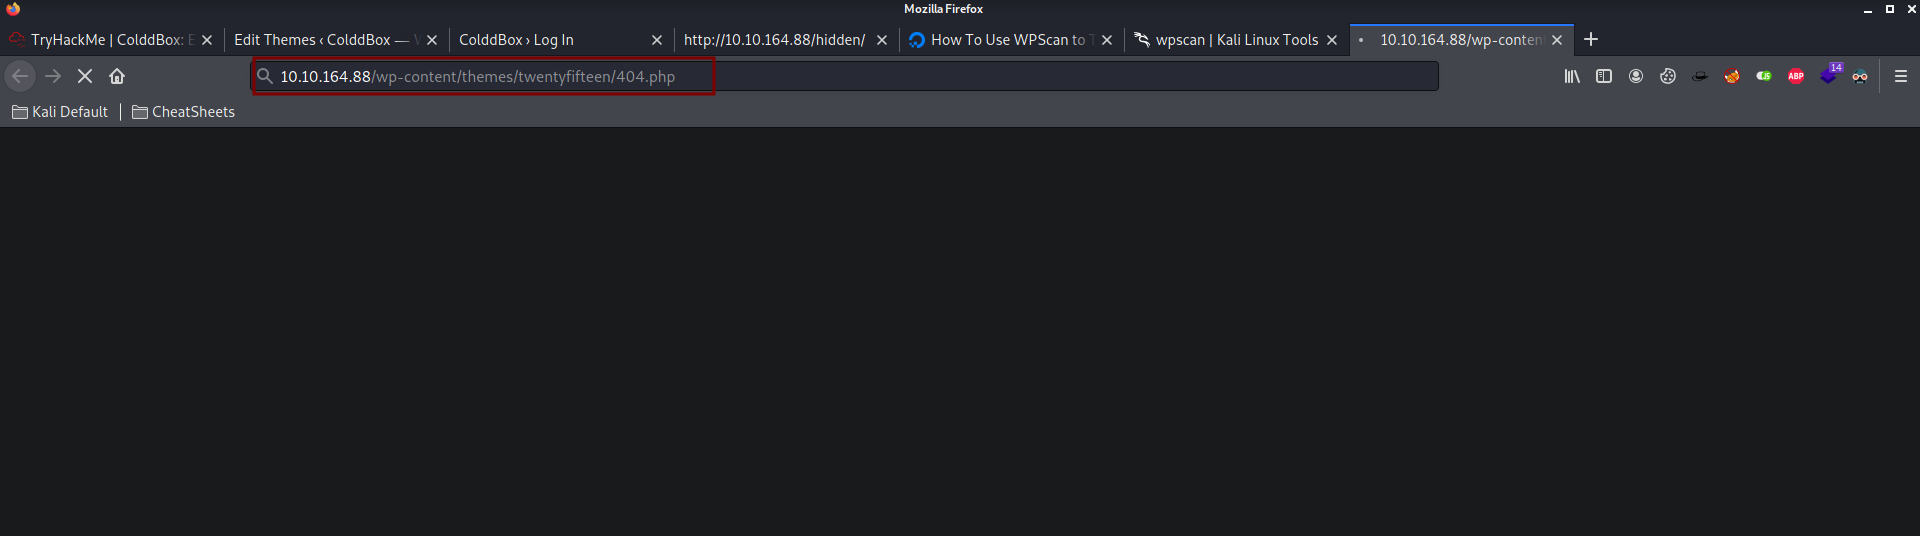 Mozilla Firefox
TryHackMe | ColddBox: E
Edit Themes ‹ ColddBox —
ColddBox › Log In
http://10.10.164.88/hidden/
How To Use WPScan to
wpscan | Kali Linux Tools
10.10.164.88/wp-conten
10.10.164.88/wp-content/themes/twentyfifteen/404.php
14
ABP
Kali Default
CheatSheets